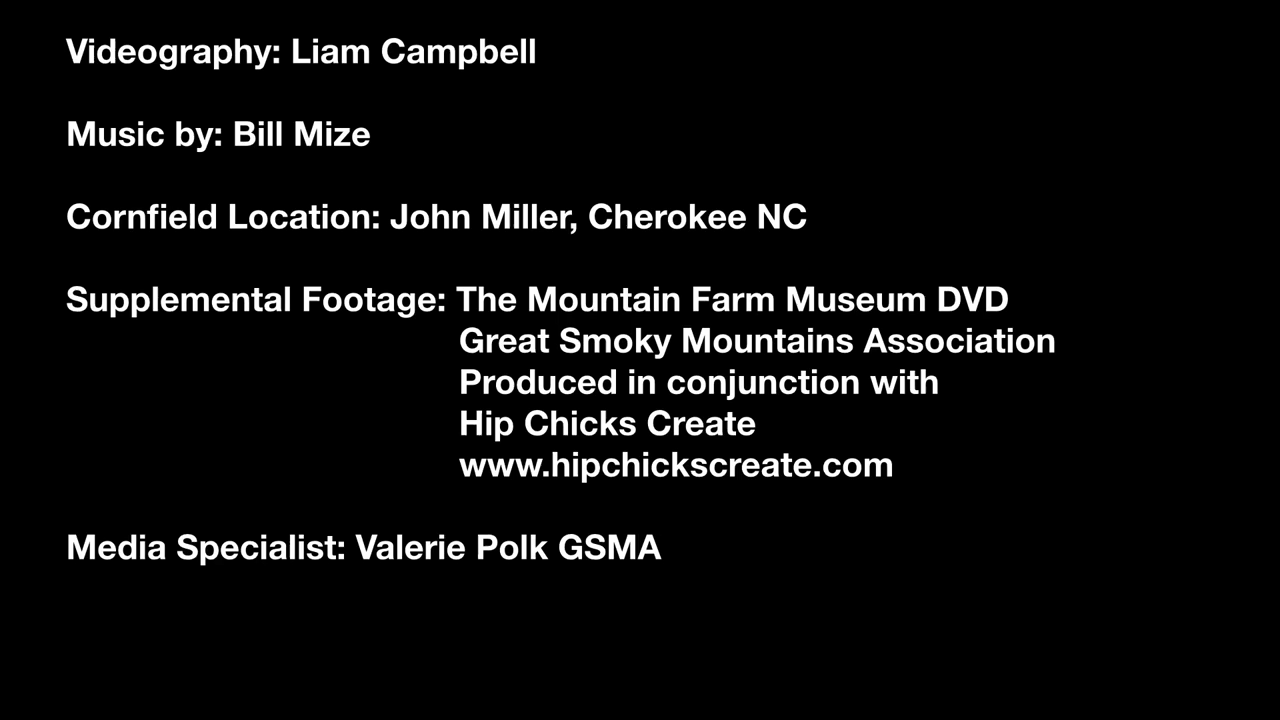 Videography: Liam Campbell
Music by: Bill Mize
Cornfield Location: John Miller, Cherokee NC
Supplemental Footage: The Mountain Farm Museum DVD
Great Smoky Mountains Association
Produced in conjunction with
Hip Chicks Create
www.hipchickscreate.com
Media Specialist: Valerie Polk GSMA